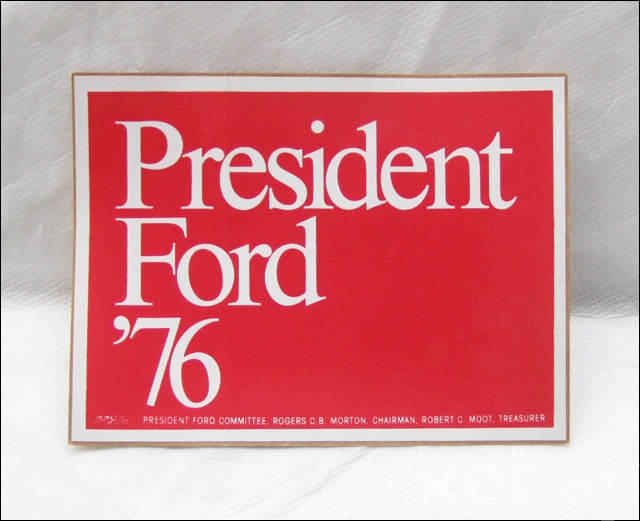 President
Ford
’76
PRESIDENT FORD COMMITTEE, ROGERS C.B. MORTON, CHAIRMAN, ROBERT C. MOOT, TREASURER